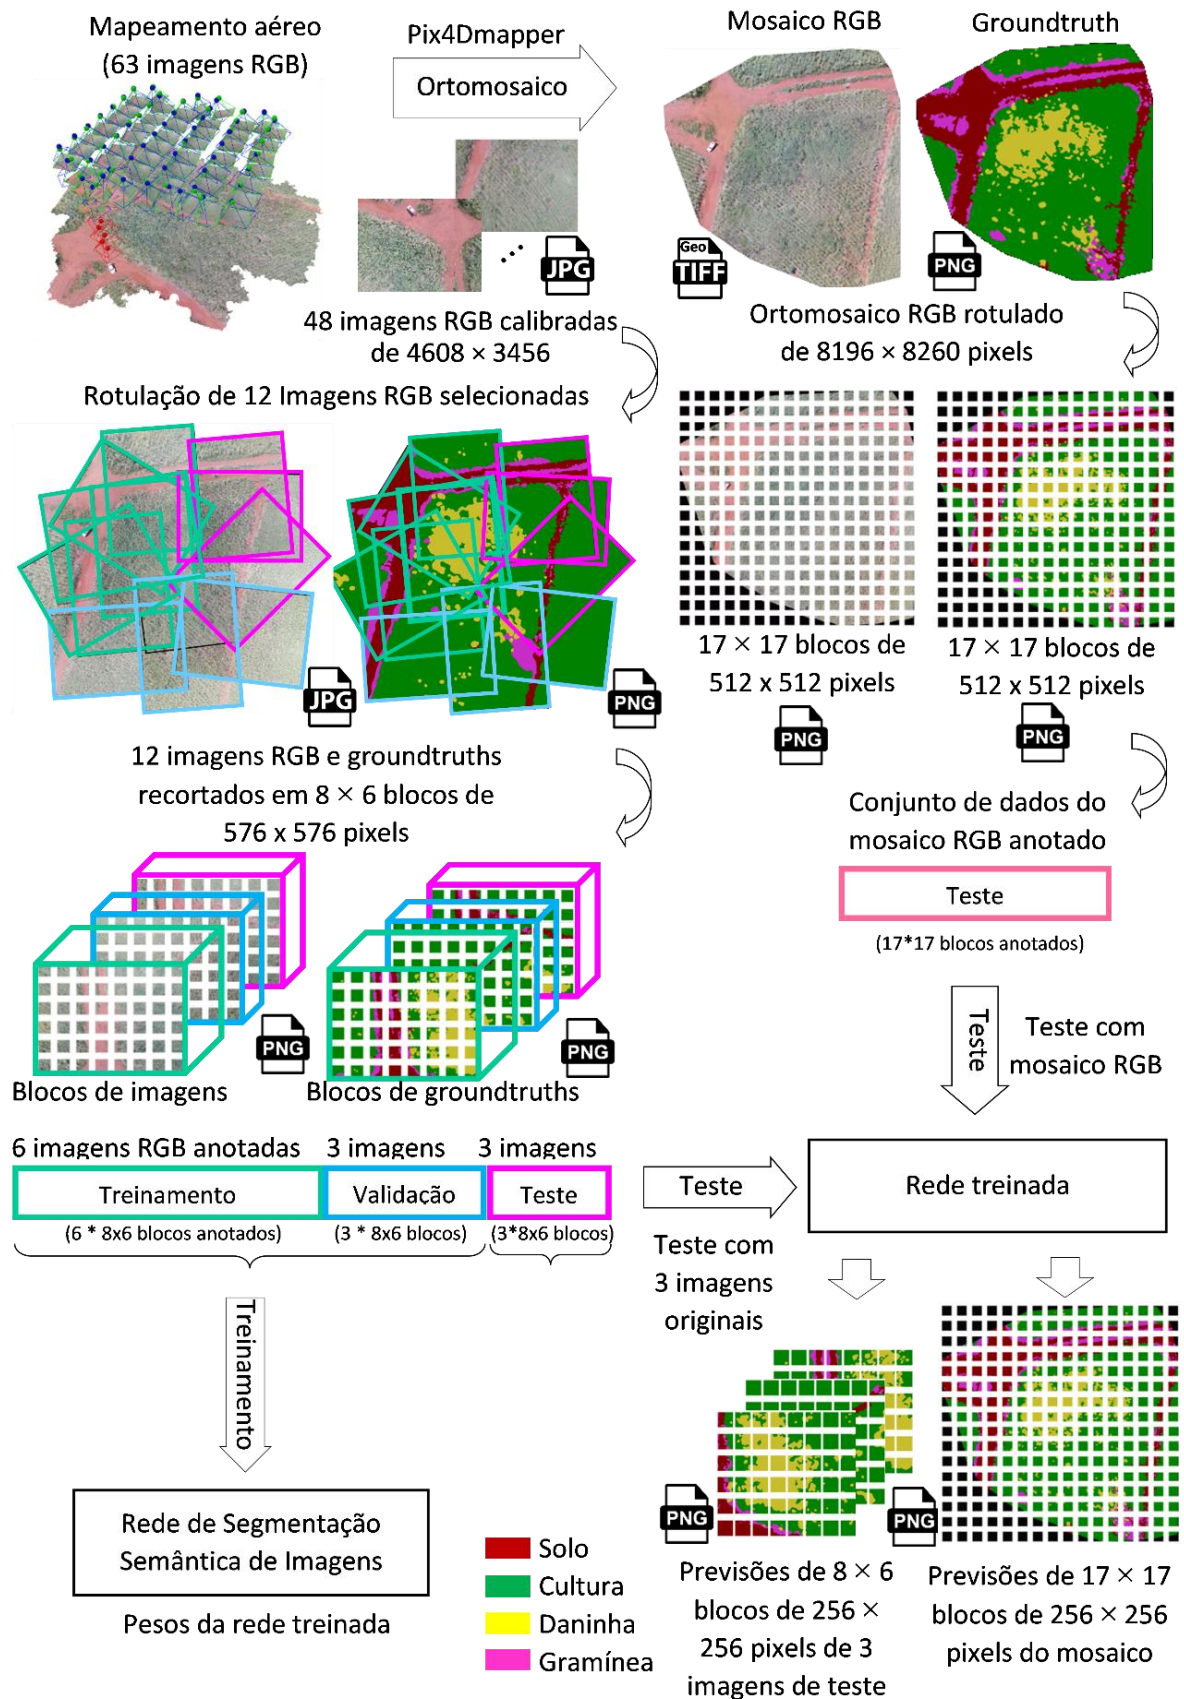 Mapeamento aéreo
(63 imagens RGB)
Pix4Dmapper
Ortomosaico
Mosaico RGB
Groundtruth
JPG
Geo
TIFF
PNG
48 imagens RGB calibradas
de 4608 × 3456
Ortomosaico RGB rotulado
de 8196 × 8260 pixels
Rotulação de 12 Imagens RGB selecionadas
JPG
PNG
17 × 17 blocos de
512 x 512 pixels
PNG
17 × 17 blocos de
512 x 512 pixels
PNG
12 imagens RGB e groundtruths
recortados em 8 × 6 blocos de
576 x 576 pixels
Conjunto de dados do
mosaico RGB anotado
Teste
(17*17 blocos anotados)
PNG
PNG
Blocos de imagens
Blocos de groundtruths
Teste
Teste com
mosaico RGB
6 imagens RGB anotadas
3 imagens
3 imagens
Treinamento
Validação
Teste
(6 * 8x6 blocos anotados)
(3 * 8x6 blocos)
(3*8x6 blocos)
Teste
Rede treinada
Teste com
3 imagens
originais
Treinamento
PNG
PNG
Rede de Segmentação
Semântica de Imagens
Pesos da rede treinada
Solo
Cultura
Daninha
Gramínea
Previsões de 8 × 6
blocos de 256 ×
256 pixels de 3
imagens de teste
Previsões de 17 × 17
blocos de 256 × 256
pixels do mosaico